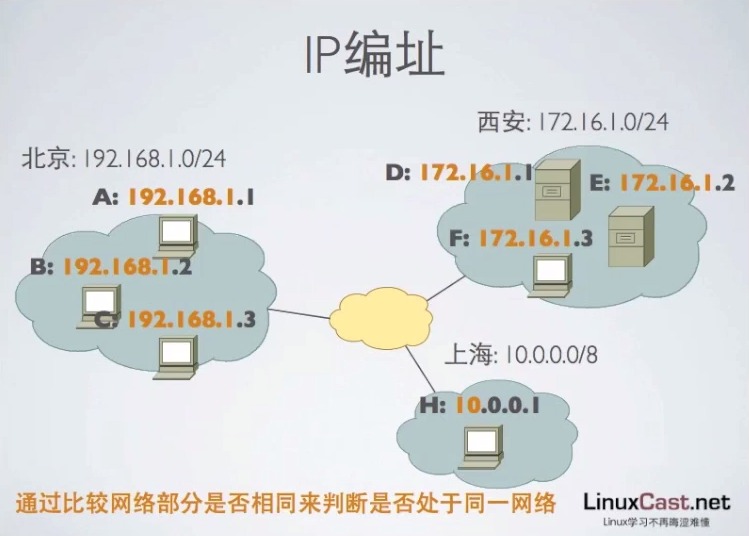 IP编址
西安: 172.16.1.0/24
北京: 192.168.1.0/24
D: 172.16.1.1
E: 172.16.1.2
A: 192.168.1.1
F: 172.16.1.3
B: 192.168.1.2
C: 192.168.1.3
上海: 10.0.0.0/8
H: 10.0.0.1
通过比较网络部分是否相同来判断是否处于同一网络
LinuxCast.net
Linux学习不再晦涩难懂